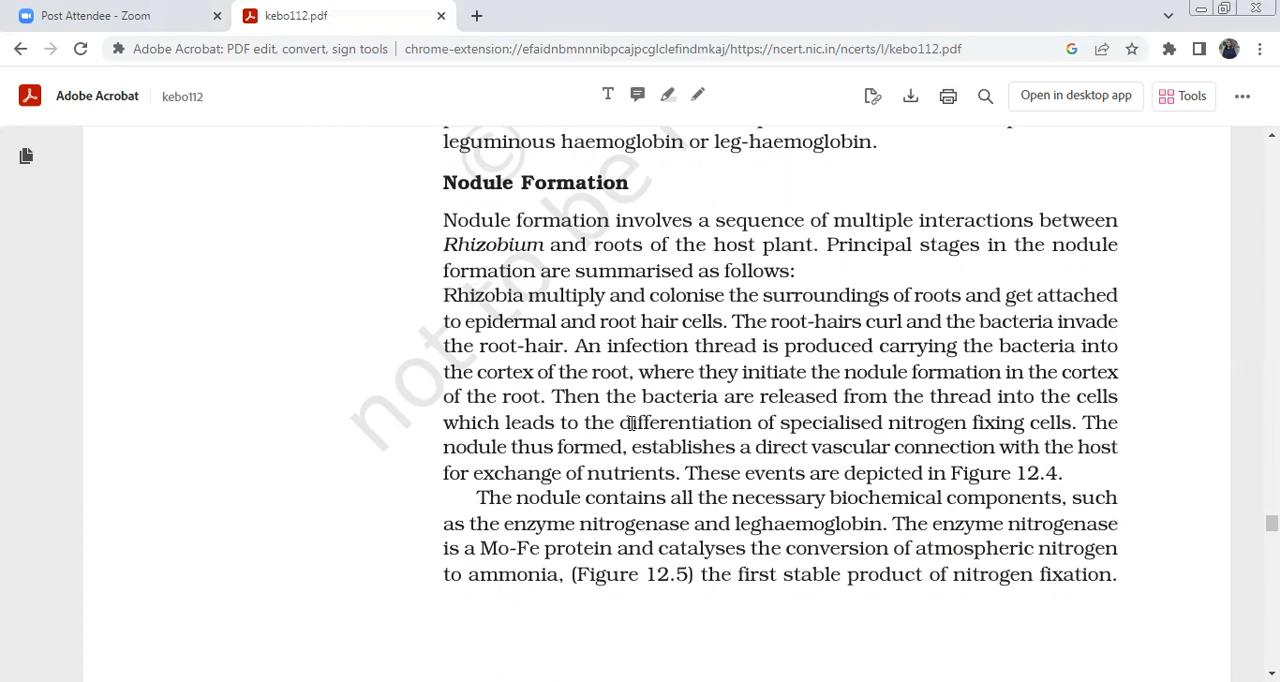 Post Attendee - Zoom
kebo112.pdf
Adobe Acrobat: PDF edit, convert, sign tools | chrome-extension://efaidnbmnnnibpcajpcglclefindmkaj/https://ncert.nic.in/ncerts/l/kebo112.pdf
Adobe Acrobat kebo112
Open in desktop app
Tools
leguminous haemoglobin or leg-haemoglobin.
Nodule Formation
Nodule formation involves a sequence of multiple interactions between
Rhizobium and roots of the host plant. Principal stages in the nodule
formation are summarised as follows:
Rhizobia multiply and colonise the surroundings of roots and get attached
to epidermal and root hair cells. The root-hairs curl and the bacteria invade
the root-hair. An infection thread is produced carrying the bacteria into
the cortex of the root, where they initiate the nodule formation in the cortex
of the root. Then the bacteria are released from the thread into the cells
which leads to the differentiation of specialised nitrogen fixing cells. The
nodule thus formed, establishes a direct vascular connection with the host
for exchange of nutrients. These events are depicted in Figure 12.4.
The nodule contains all the necessary biochemical components, such
as the enzyme nitrogenase and leghaemoglobin. The enzyme nitrogenase
is a Mo-Fe protein and catalyses the conversion of atmospheric nitrogen
to ammonia, (Figure 12.5) the first stable product of nitrogen fixation.
© not to be